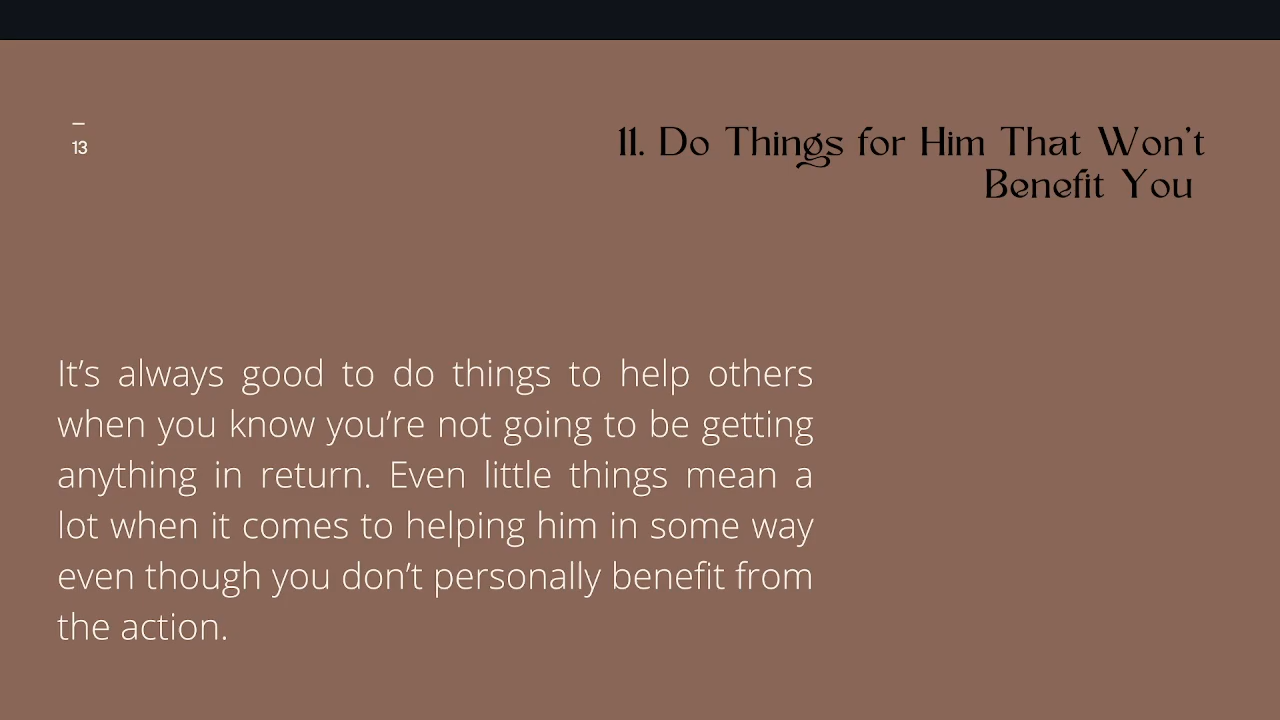 —
13
11. Do Things for Him That Won't
Benefit You
It's always good to do things to help others
when you know you're not going to be getting
anything in return. Even little things mean a
lot when it comes to helping him in some way
even though you don't personally benefit from
the action.